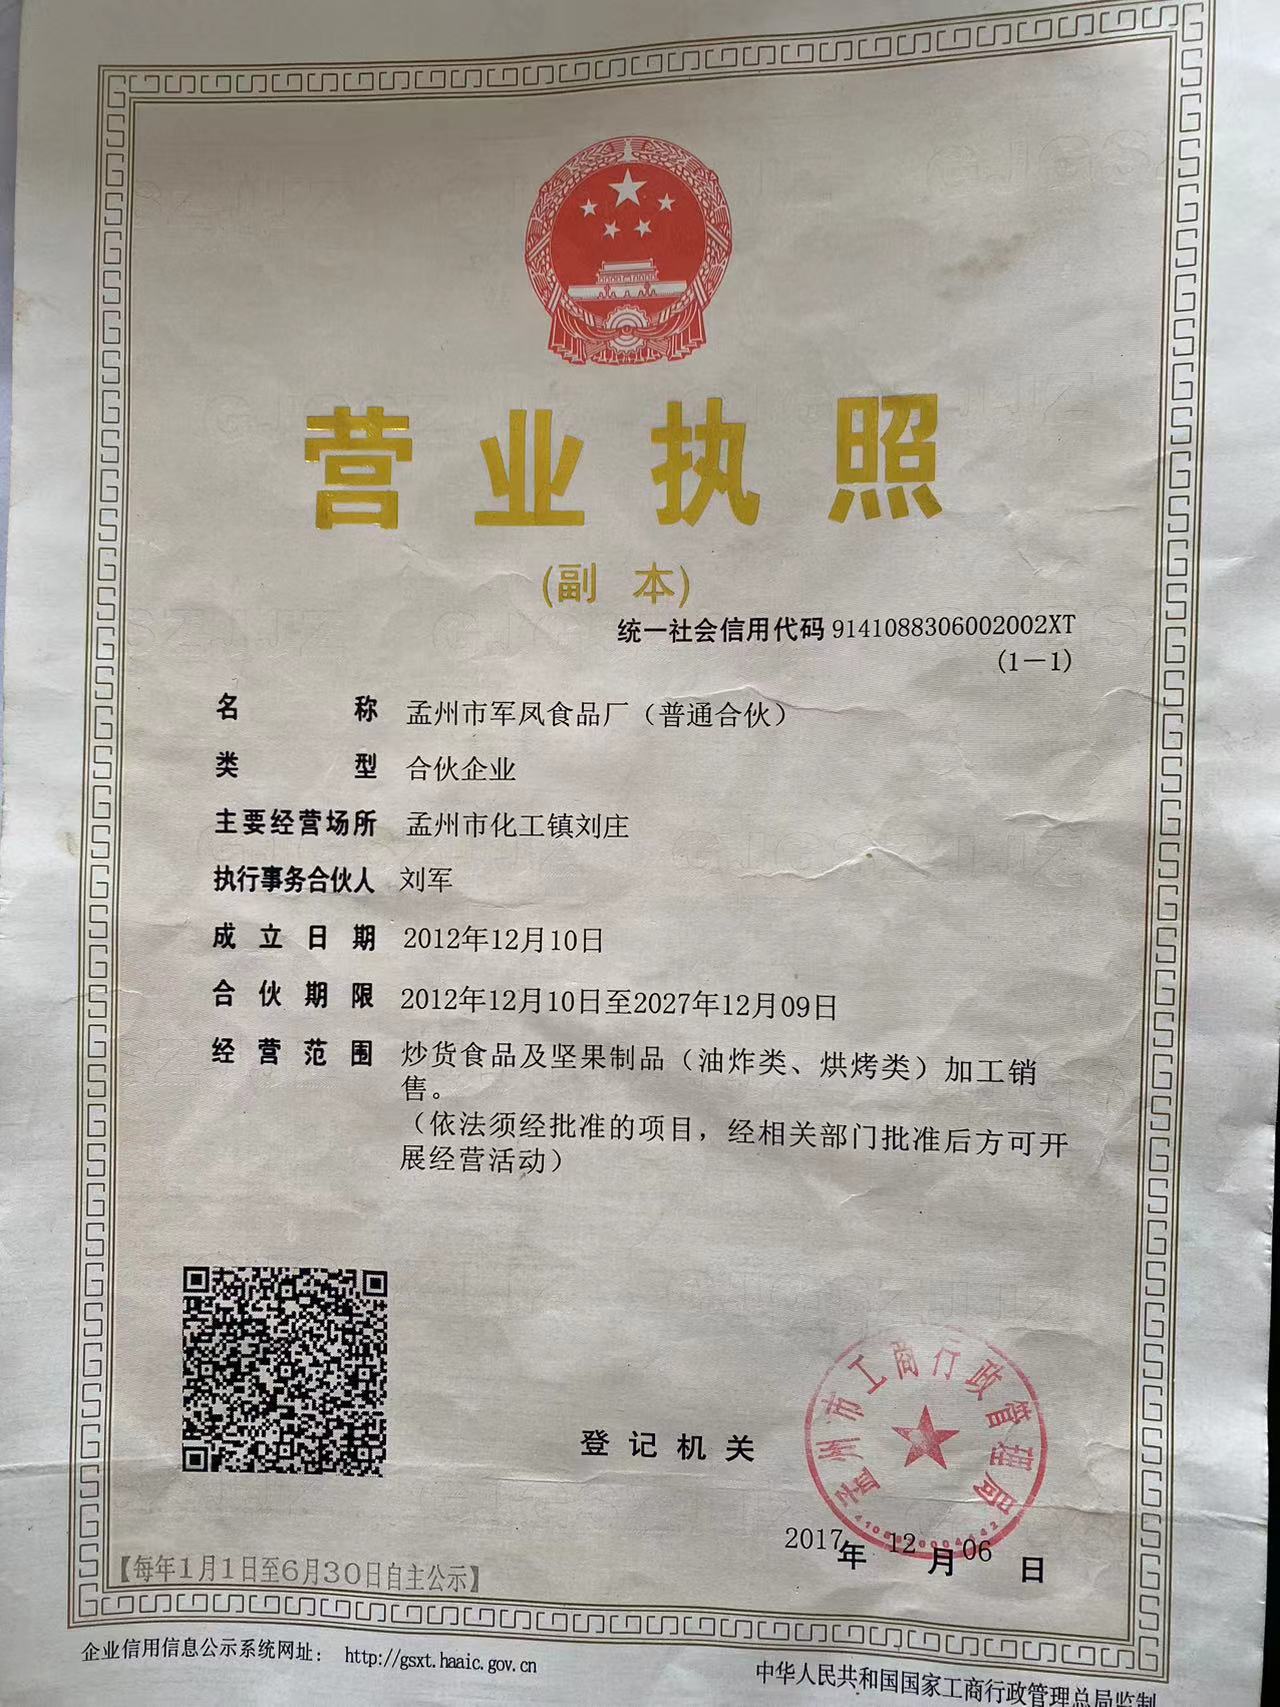 营业执照
(副 本)
统一社会信用代码 9141088306002002XT
(1-1)
名 称 孟州市军凤食品厂（普通合伙）
类 型 合伙企业
主要经营场所 孟州市化工镇刘庄
执行事务合伙人 刘军
成立日期 2012年12月10日
合伙期限 2012年12月10日至2027年12月09日
经营范围 炒货食品及坚果制品（油炸类、烘烤类）加工销
售。
（依法须经批准的项目，经相关部门批准后方可开
展经营活动）
孟州市工商行政管理局
登记机关
2017年 12月06日
【每年1月1日至6月30日自主公示】
企业信用信息公示系统网址： http://gsxt.haaic.gov.cn
中华人民共和国国家工商行政管理总局监制